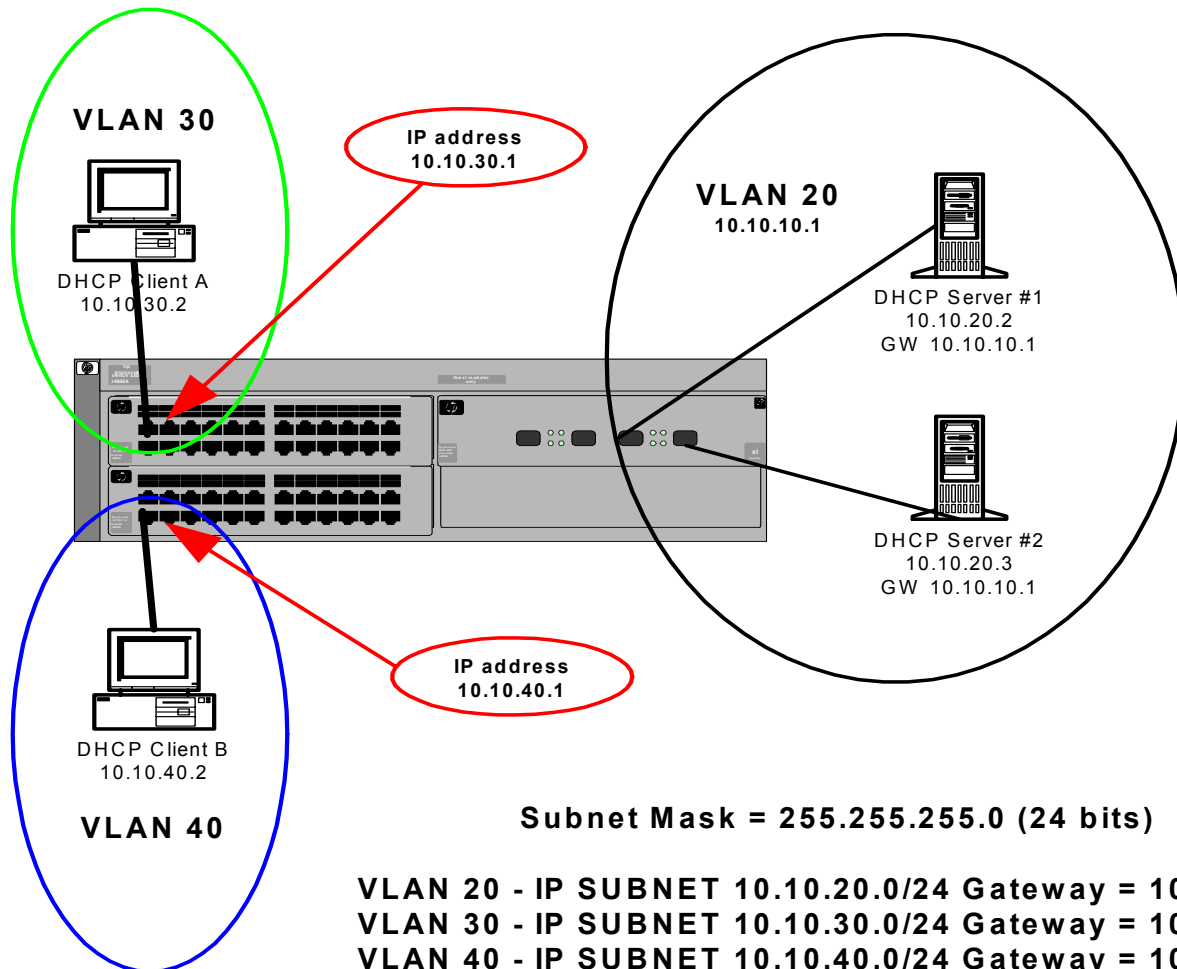 VLAN 30
DHCP Client A
10.10.30.2
IP address
10.10.30.1
VLAN 20
10.10.10.1
DHCP Server #1
10.10.20.2
GW 10.10.10.1
DHCP Server #2
10.10.20.3
GW 10.10.10.1
hp
IP address
10.10.40.1
DHCP Client B
10.10.40.2
VLAN 40
Subnet Mask = 255.255.255.0 (24 bits)
VLAN 20 - IP SUBNET 10.10.20.0/24 Gateway = 10
VLAN 30 - IP SUBNET 10.10.30.0/24 Gateway = 10
VLAN 40 - IP SUBNET 10.10.40.0/24 Gateway = 10